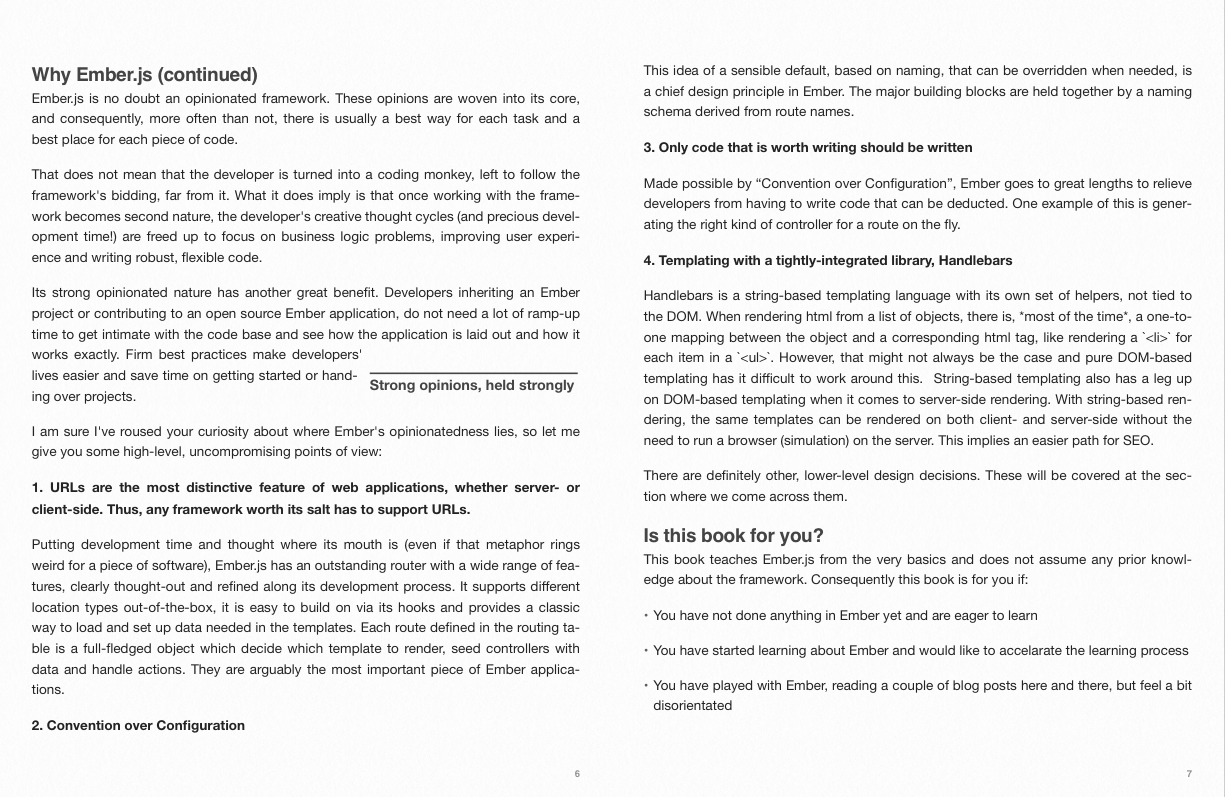 Why Ember.js (continued)
Ember.js is no doubt an opinionated framework. These opinions are woven into its core,
and consequently, more often than not, there is usually a best way for each task and a
best place for each piece of code.
That does not mean that the developer is turned into a coding monkey, left to follow the
framework's bidding, far from it. What it does imply is that once working with the frame-
work becomes second nature, the developer's creative thought cycles (and precious devel-
opment time!) are freed up to focus on business logic problems, improving user experi-
ence and writing robust, flexible code.
Its strong opinionated nature has another great benefit. Developers inheriting an Ember
project or contributing to an open source Ember application, do not need a lot of ramp-up
time to get intimate with the code base and see how the application is laid out and how it
works exactly. Firm best practices make developers'
lives easier and save time on getting started or hand-
ing over projects.
Strong opinions, held strongly
I am sure I've roused your curiosity about where Ember's opinionatedness lies, so let me
give you some high-level, uncompromising points of view:
1. URLs are the most distinctive feature of web applications, whether server- or
client-side. Thus, any framework worth its salt has to support URLs.
Putting development time and thought where its mouth is (even if that metaphor rings
weird for a piece of software), Ember.js has an outstanding router with a wide range of fea-
tures, clearly thought-out and refined along its development process. It supports different
location types out-of-the-box, it is easy to build on via its hooks and provides a classic
way to load and set up data needed in the templates. Each route defined in the routing ta-
ble is a full-fledged object which decide which template to render, seed controllers with
data and handle actions. They are arguably the most important piece of Ember applica-
tions.
2. Convention over Configuration
6
This idea of a sensible default, based on naming, that can be overridden when needed, is
a chief design principle in Ember. The major building blocks are held together by a naming
schema derived from route names.
3. Only code that is worth writing should be written
Made possible by “Convention over Configuration”, Ember goes to great lengths to relieve
developers from having to write code that can be deducted. One example of this is gener-
ating the right kind of controller for a route on the fly.
4. Templating with a tightly-integrated library, Handlebars
Handlebars is a string-based templating language with its own set of helpers, not tied to
the DOM. When rendering html from a list of objects, there is, *most of the time*, a one-to-
one mapping between the object and a corresponding html tag, like rendering a `<li>` for
each item in a `<ul>`. However, that might not always be the case and pure DOM-based
templating has it difficult to work around this.  String-based templating also has a leg up
on DOM-based templating when it comes to server-side rendering. With string-based ren-
dering, the same templates can be rendered on both client- and server-side without the
need to run a browser (simulation) on the server. This implies an easier path for SEO.
There are definitely other, lower-level design decisions. These will be covered at the sec-
tion where we come across them.
Is this book for you?
This book teaches Ember.js from the very basics and does not assume any prior knowl-
edge about the framework. Consequently this book is for you if:
• You have not done anything in Ember yet and are eager to learn
• You have started learning about Ember and would like to accelarate the learning process
• You have played with Ember, reading a couple of blog posts here and there, but feel a bit
disorientated
7